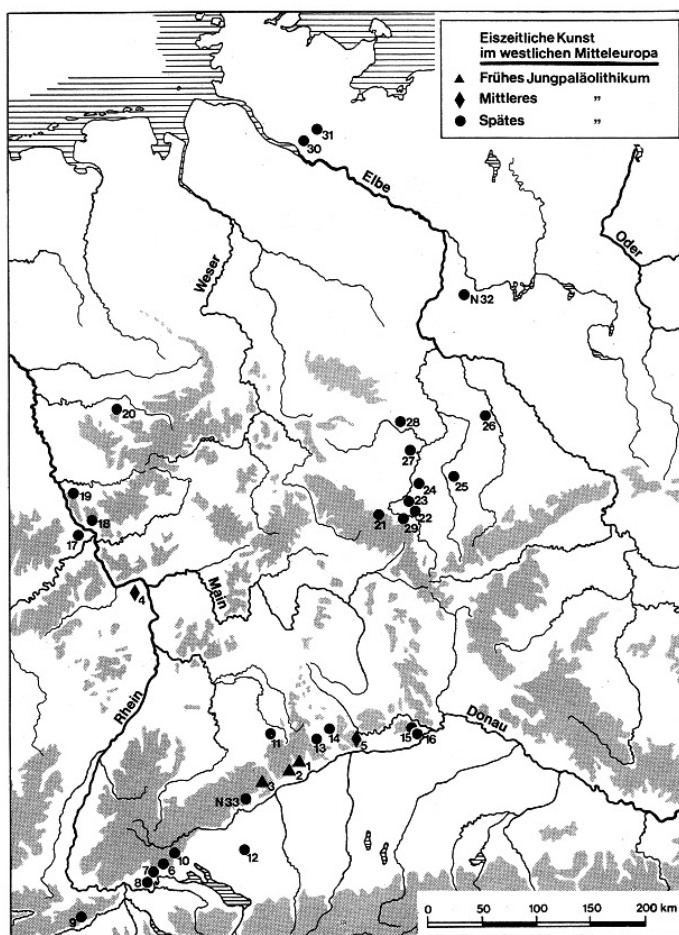 Eiszeitliche Kunst
im westlichen Mitteleuropa
Frühes Jungpaläolithikum
Mittleres "
Spätes "
31
30
Elbe
Oder
Weser
N 32
20
28
26
27
19
24
25
23
18
21
22
29
17
4
Main
Rhein
Donau
11
14
15
16
13
5
1
2
3
N33
12
10
7
6
8
9
0 50 100 150 200 km